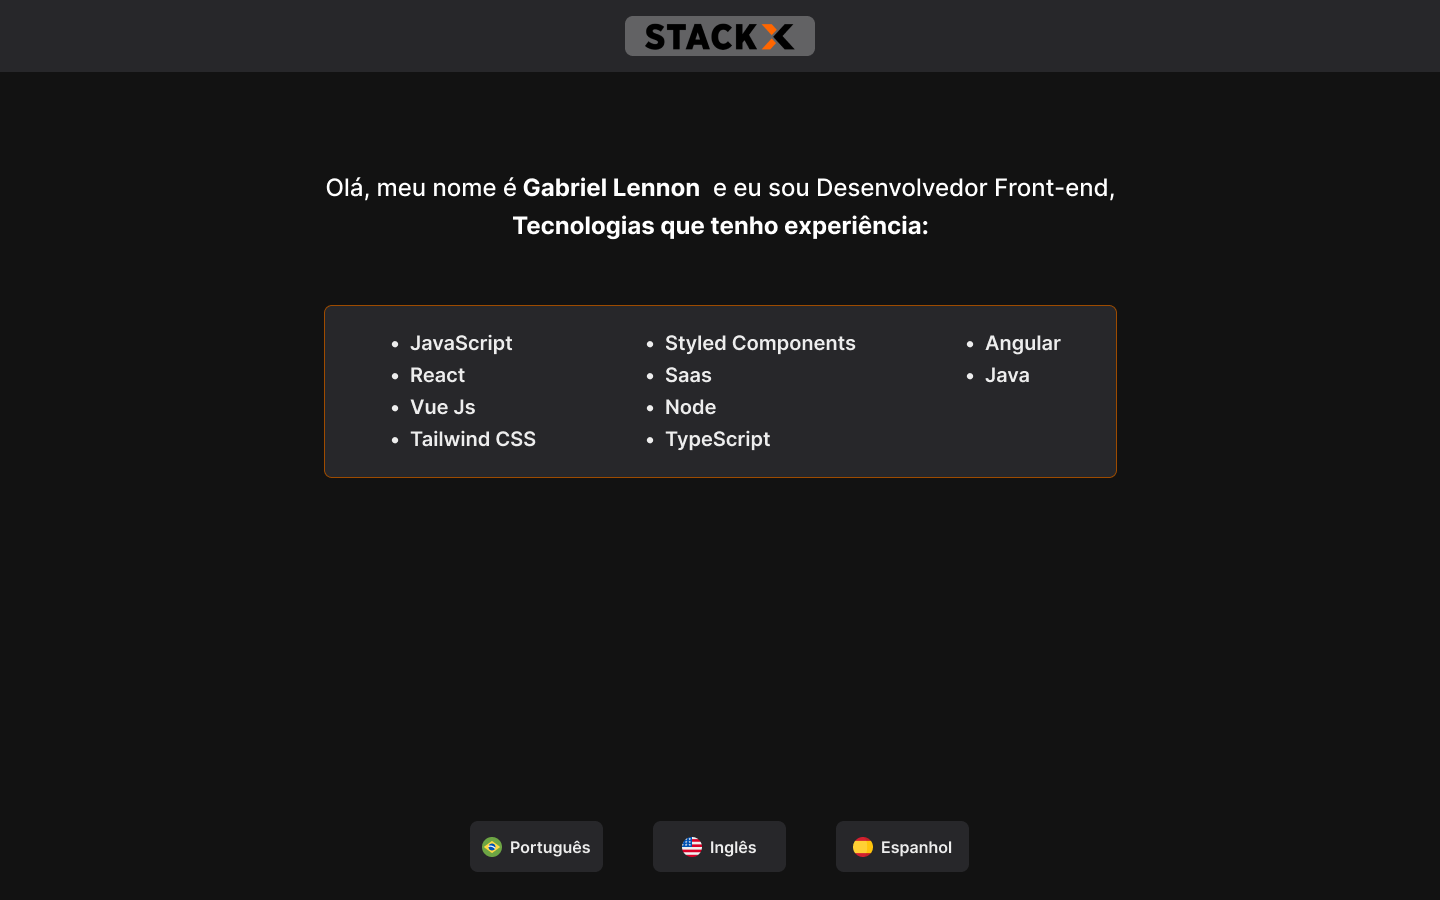 STACKX
Olá, meu nome é Gabriel Lennon e eu sou Desenvolvedor Front-end,
Tecnologias que tenho experiência:
• JavaScript
• React
• Vue Js
• Tailwind CSS
• Styled Components
• Saas
• Node
• TypeScript
• Angular
• Java
Português
Inglês
Espanhol